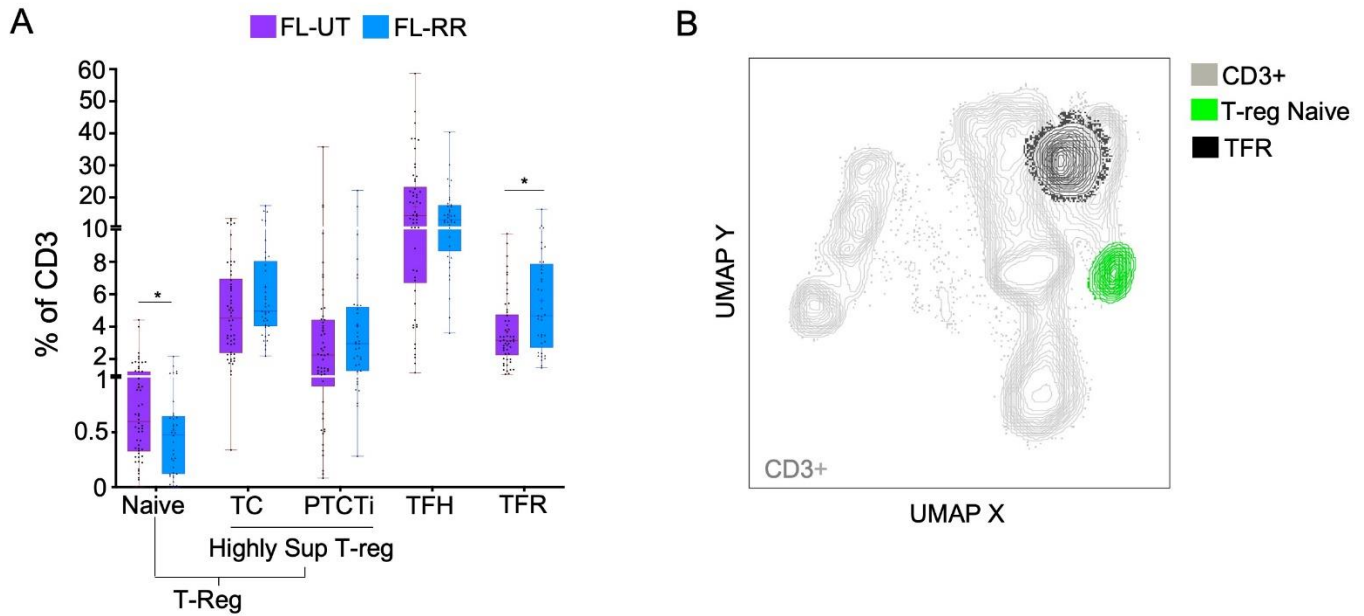 A
FL-UT FL-RR
% of CD3
60
50
40
30
20
10
8
6
4
2
1
0.5
0
Naive TC PTCTi TFH TFR
Highly Sup T-reg
T-Reg
*
*
B
CD3+
T-reg Naive
TFR
UMAP Y
CD3+
UMAP X